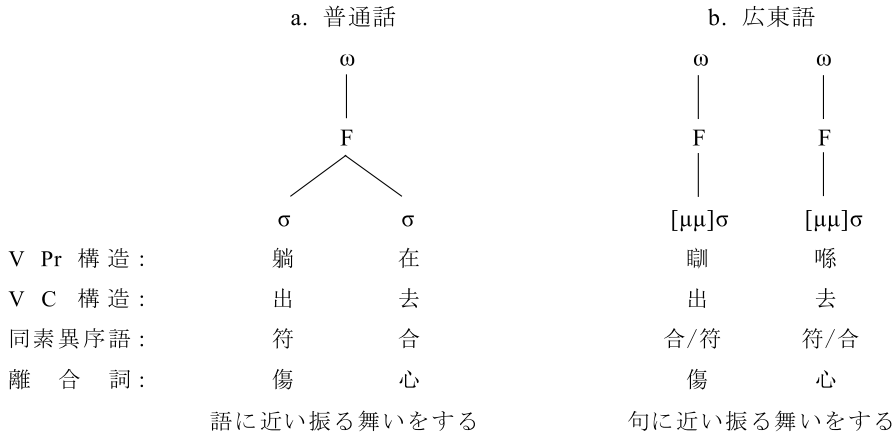 a. 普通話 b. 広東語
ω ω ω
F F F
σ σ [μμ]σ [μμ]σ
V Pr 構造: 躺 在 瞓 喺
V C 構造: 出 去 出 去
同素異序語: 符 合 合/符 符/合
離合詞: 傷 心 傷 心
語に近い振る舞いをする 句に近い振る舞いをする